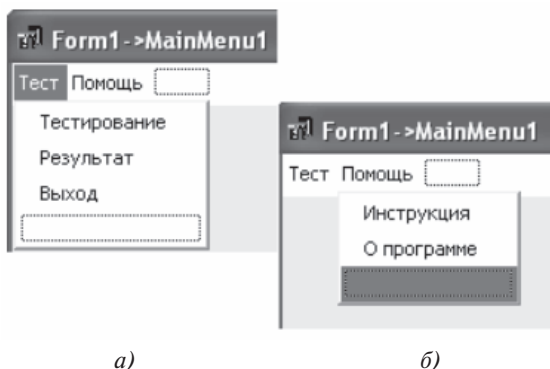 Form1->MainMenu1
Тест Помощь
Тестирование
Результат
Выход
Form1->MainMenu1
Тест Помощь
Инструкция
О программе
а) б)